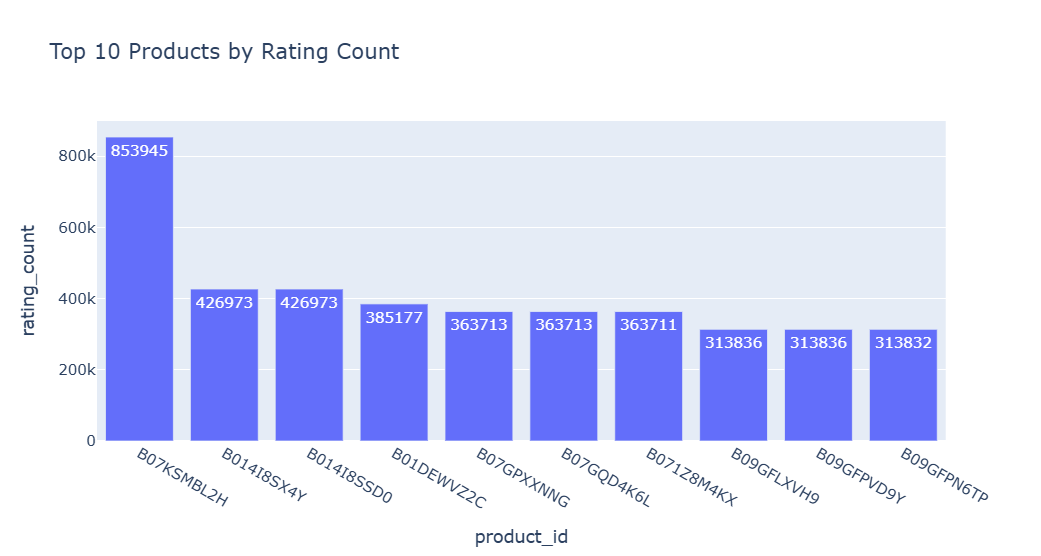 Top 10 Products by Rating Count
rating_count
800k
600k
400k
200k
0
853945
426973
426973
385177
363713
363713
363711
313836
313836
313832
B07KSMBL2H
B014I8SX4Y
B014I8SSD0
B01DEWVZ2C
B07GPXXNNG
B07GQD4K6L
B071Z8M4KX
B09GFLXVH9
B09GFPVD9Y
B09GFPN6TP
product_id